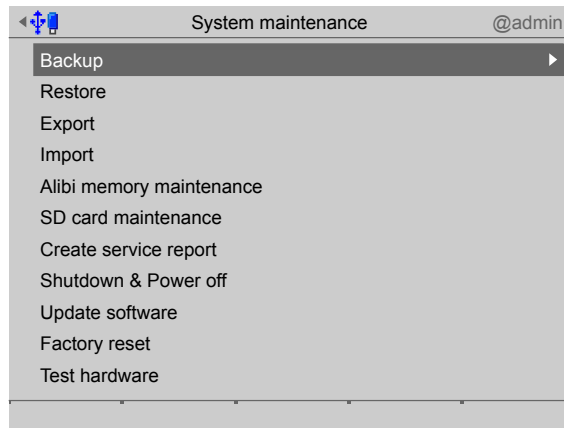 System maintenance @admin
Backup
Restore
Export
Import
Alibi memory maintenance
SD card maintenance
Create service report
Shutdown & Power off
Update software
Factory reset
Test hardware